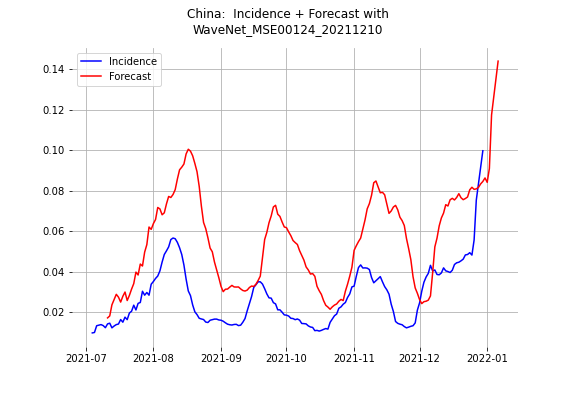 China:  Incidence + Forecast with
WaveNet_MSE00124_20211210
Incidence
Forecast
0.14
0.12
0.10
0.08
0.06
0.04
0.02
2021-07 2021-08 2021-09 2021-10 2021-11 2021-12 2022-01